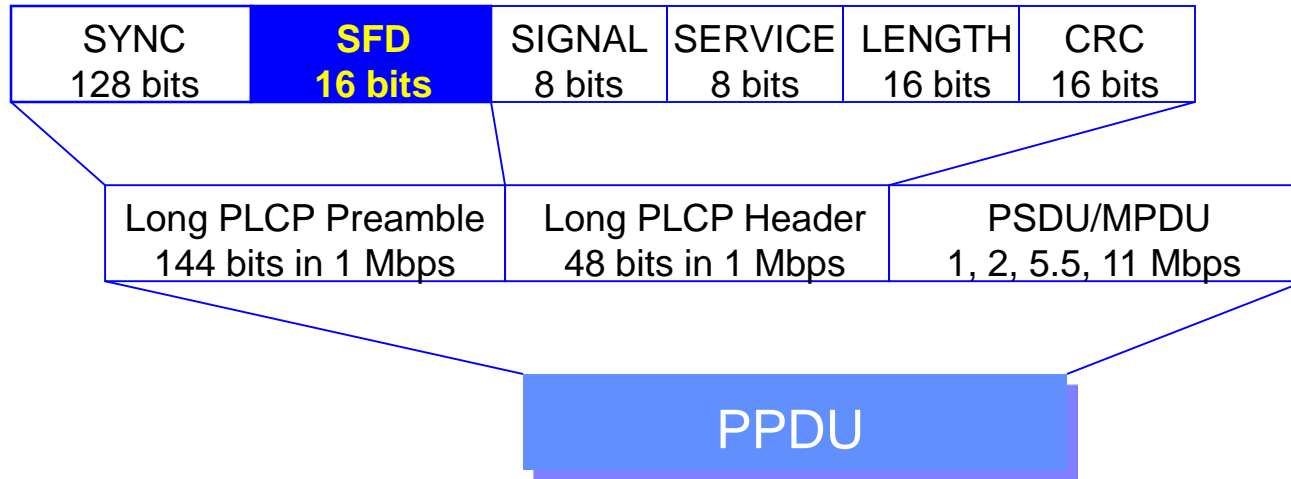 SYNC
128 bits
SFD
16 bits
SIGNAL
8 bits
SERVICE
8 bits
LENGTH
16 bits
CRC
16 bits
Long PLCP Preamble
144 bits in 1 Mbps
Long PLCP Header
48 bits in 1 Mbps
PSDU/MPDU
1, 2, 5.5, 11 Mbps
PPDU